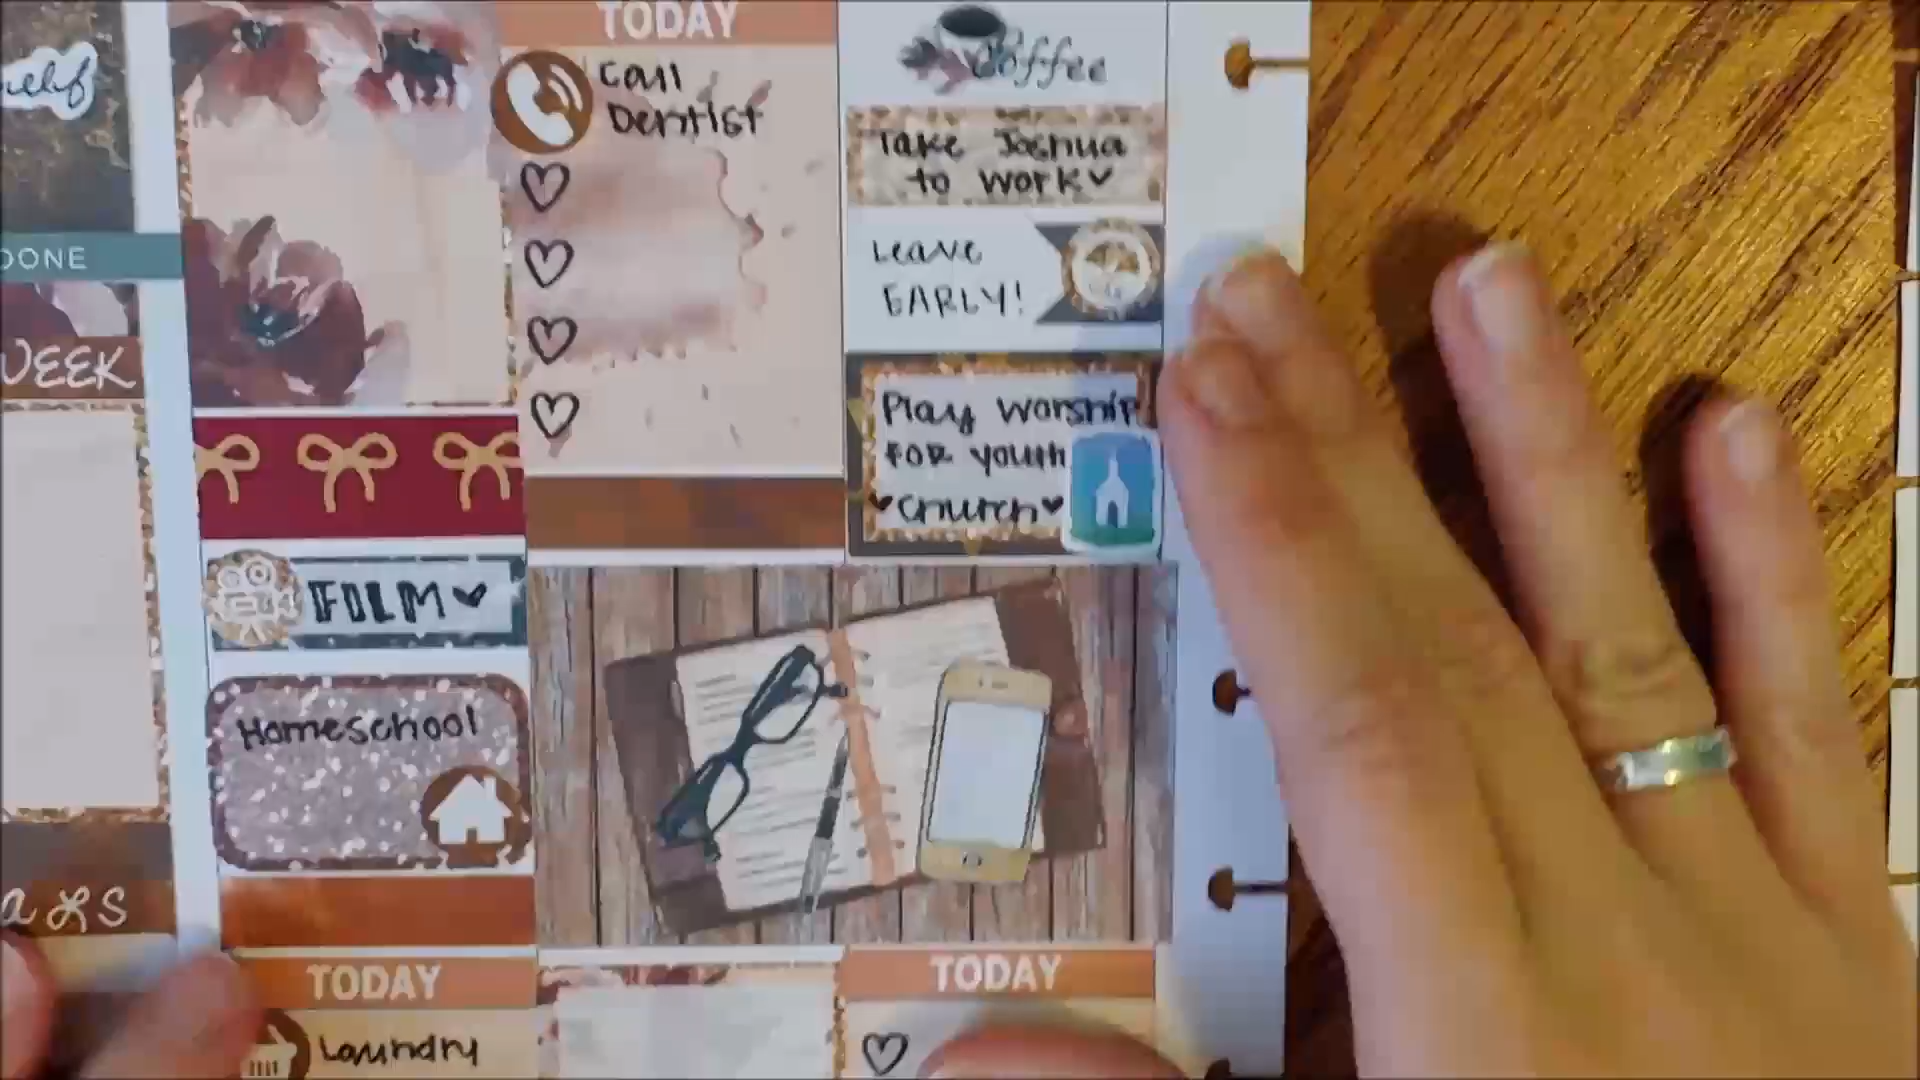 DONE
WEEK
TODAY
Call
Dentist
FILM
Homeschool
TODAY
Laundry
Coffee
Take Joshua
to work
Leave
EARLY!
Play worship
FOR youth
church
TODAY